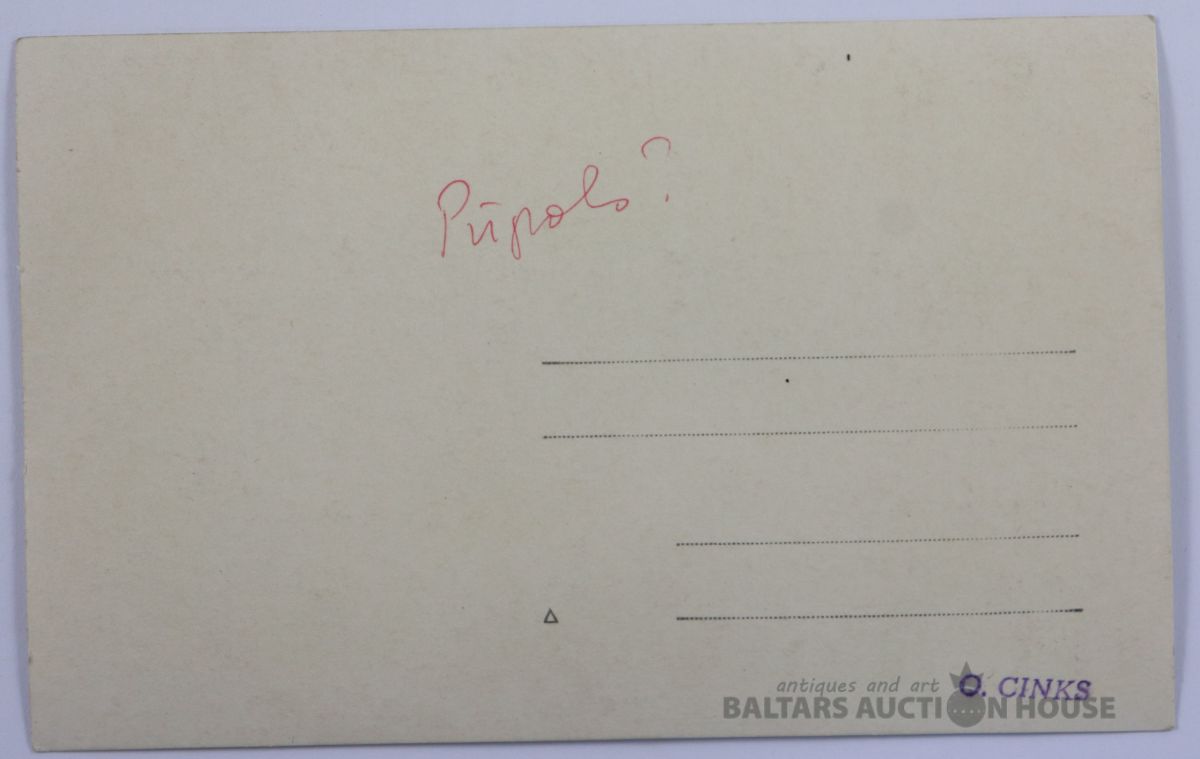 Pūpols?
O. CINKS
antiques and art
BALTARS AUCTION HOUSE